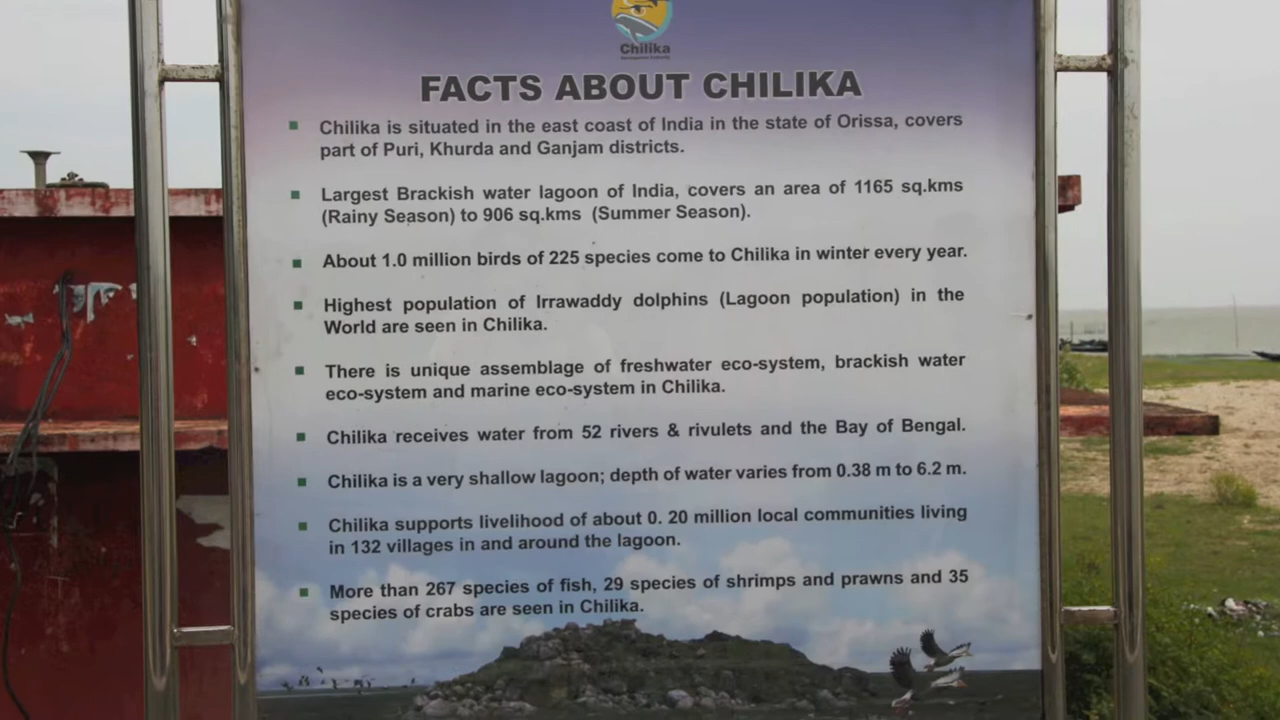 Chilika
FACTS ABOUT CHILIKA
Chilika is situated in the east coast of India in the state of Orissa, covers
part of Puri, Khurda and Ganjam districts.
Largest Brackish water lagoon of India, covers an area of 1165 sq.kms
(Rainy Season) to 906 sq.kms (Summer Season).
About 1.0 million birds of 225 species come to Chilika in winter every year.
Highest population of Irrawaddy dolphins (Lagoon population) in the
World are seen in Chilika.
There is unique assemblage of freshwater eco-system, brackish water
eco-system and marine eco-system in Chilika.
Chilika receives water from 52 rivers & rivulets and the Bay of Bengal.
Chilika is a very shallow lagoon; depth of water varies from 0.38 m to 6.2 m.
Chilika supports livelihood of about 0. 20 million local communities living
in 132 villages in and around the lagoon.
More than 267 species of fish, 29 species of shrimps and prawns and 35
species of crabs are seen in Chilika.